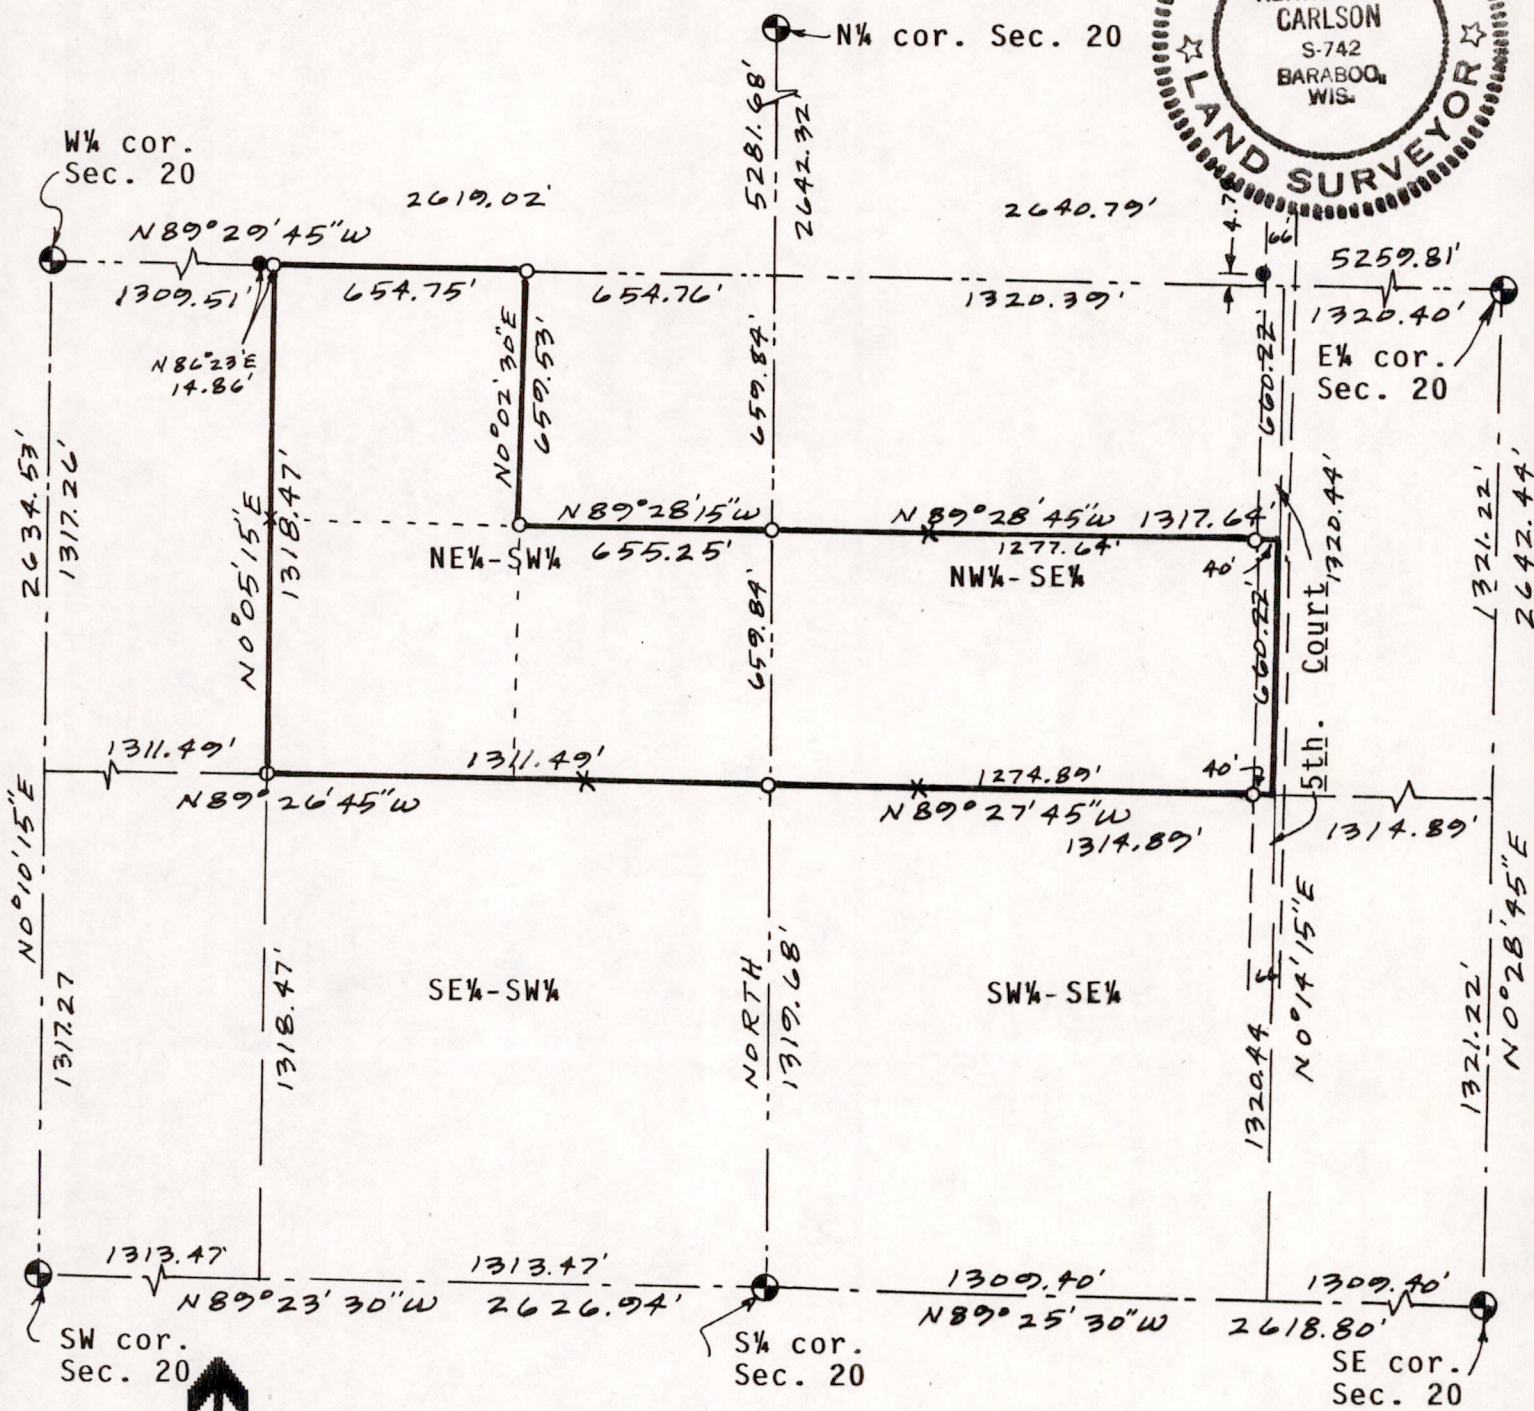 CARLSON
S-742
BARABOO,
WIS.
LAND SURVEYOR
N¼ cor. Sec. 20
5281.68'
2642.32'
W¼ cor.
Sec. 20
2619.02'
2640.79'
66'
N89°29'45"W
5259.81'
1309.51'
654.75'
654.76'
1320.39'
1320.40'
E¼ cor.
Sec. 20
N86°23'E
14.86'
N0°02'30"E
659.53'
659.84'
660.22'
2634.53'
1317.26'
N0°05'15"E
1318.47'
1320.44'
1321.22'
2642.44'
N89°28'15"W
N89°28'45"W 1317.64'
NE¼-SW¼
655.25'
1277.64'
NW¼-SE¼
40'
659.84'
660.22'
5th. Court
1311.49'
1311.49'
1274.89'
40'
N89°26'45"W
N89°27'45"W
1314.89'
1314.89'
N0°10'15"E
1317.27
1318.47'
SE¼-SW¼
NORTH
1319.68'
SW¼-SE¼
66'
1320.44
N0°14'15"E
1321.22'
N0°28'45"E
1313.47'
1313.47'
1309.40'
1309.40'
N89°23'30"W
2626.94'
N89°25'30"W
2618.80'
SW cor.
Sec. 20
S¼ cor.
Sec. 20
SE cor.
Sec. 20